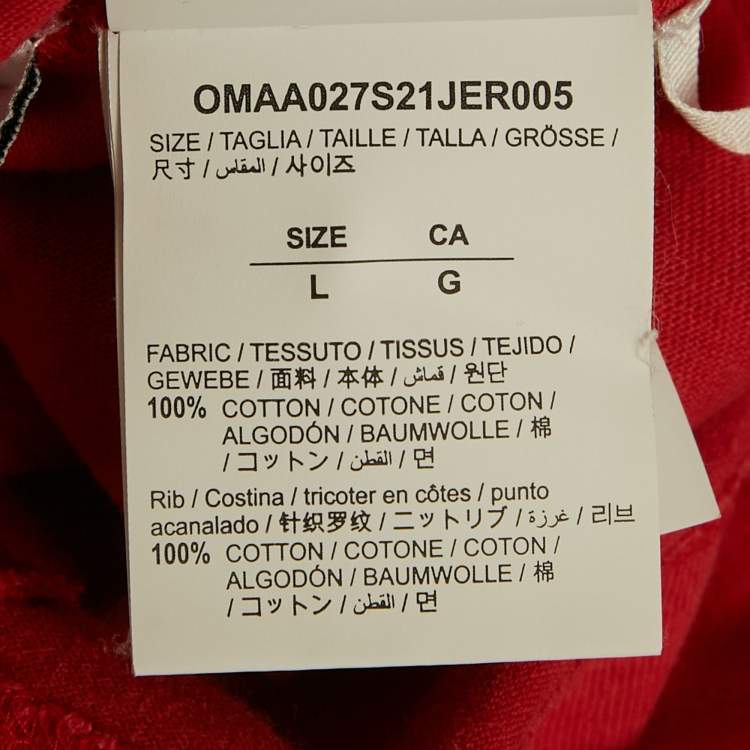 OMAA027S21JER005
SIZE / TAGLIA / TAILLE / TALLA / GRÖSSE /
尺寸 / المقاس / 사이즈
SIZE CA
L G
FABRIC / TESSUTO / TISSUS / TEJIDO /
GEWEBE / 面料 / 本体 / قماش / 원단
100% COTTON / COTONE / COTON /
ALGODÓN / BAUMWOLLE / 棉
/ コットン / القطن / 면
Rib / Costina / tricoter en côtes / punto
acanalado / 针织罗纹 / ニットリブ / غرزة / 리브
100% COTTON / COTONE / COTON /
ALGODÓN / BAUMWOLLE / 棉
/ コットン / القطن / 면